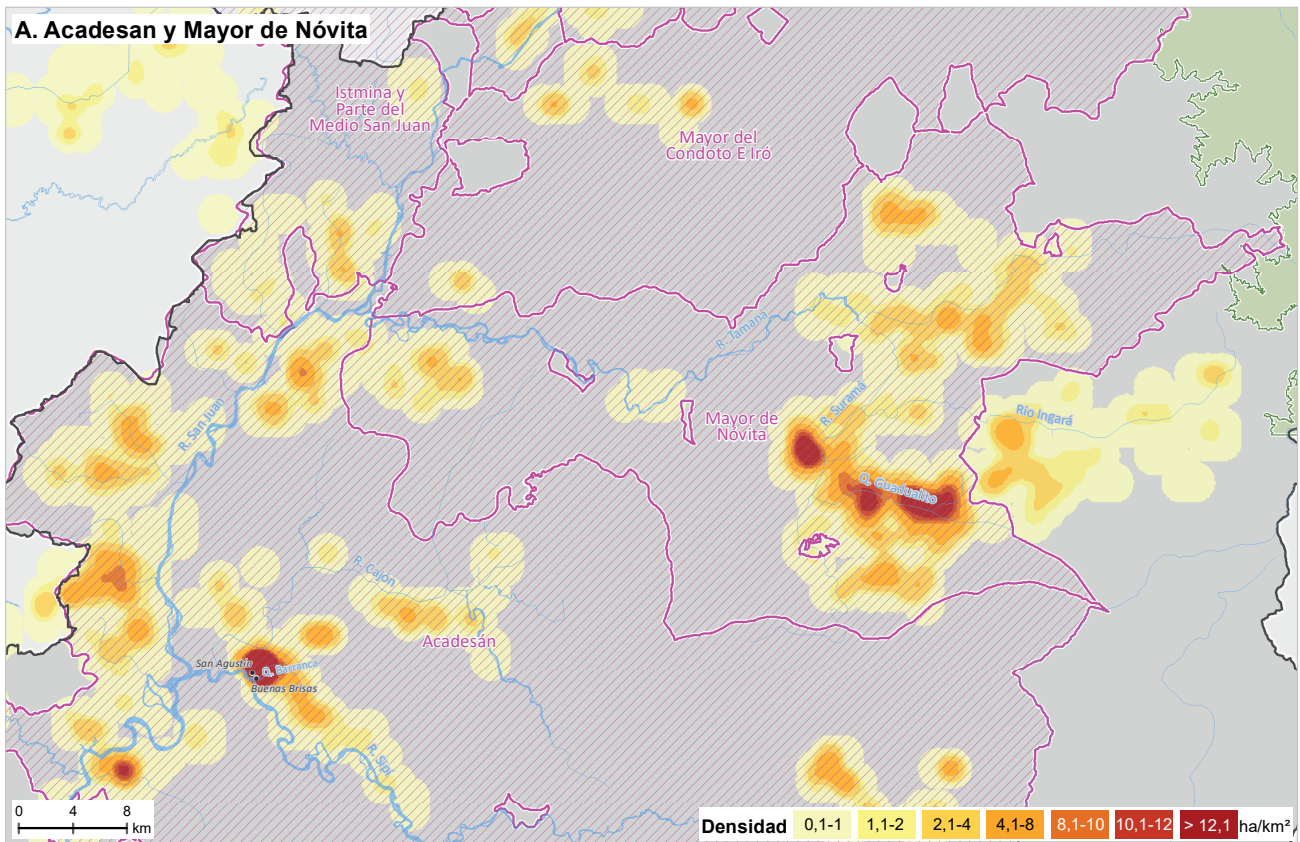 A. Acadesan y Mayor de Nóvita
Istmina y
Parte del
Medio San Juan
Mayor del
Condoto E Iró
R. Tamaná
R. San Juan
R. Suramá
Mayor de
Nóvita
Río Ingará
Q. Guadualito
R. Cajón
Acadesán
San Agustín
Q. Barranca
Buenas Brisas
R. Sipí
0 4 8
km
Densidad 0,1-1 1,1-2 2,1-4 4,1-8 8,1-10 10,1-12 > 12,1 ha/km²